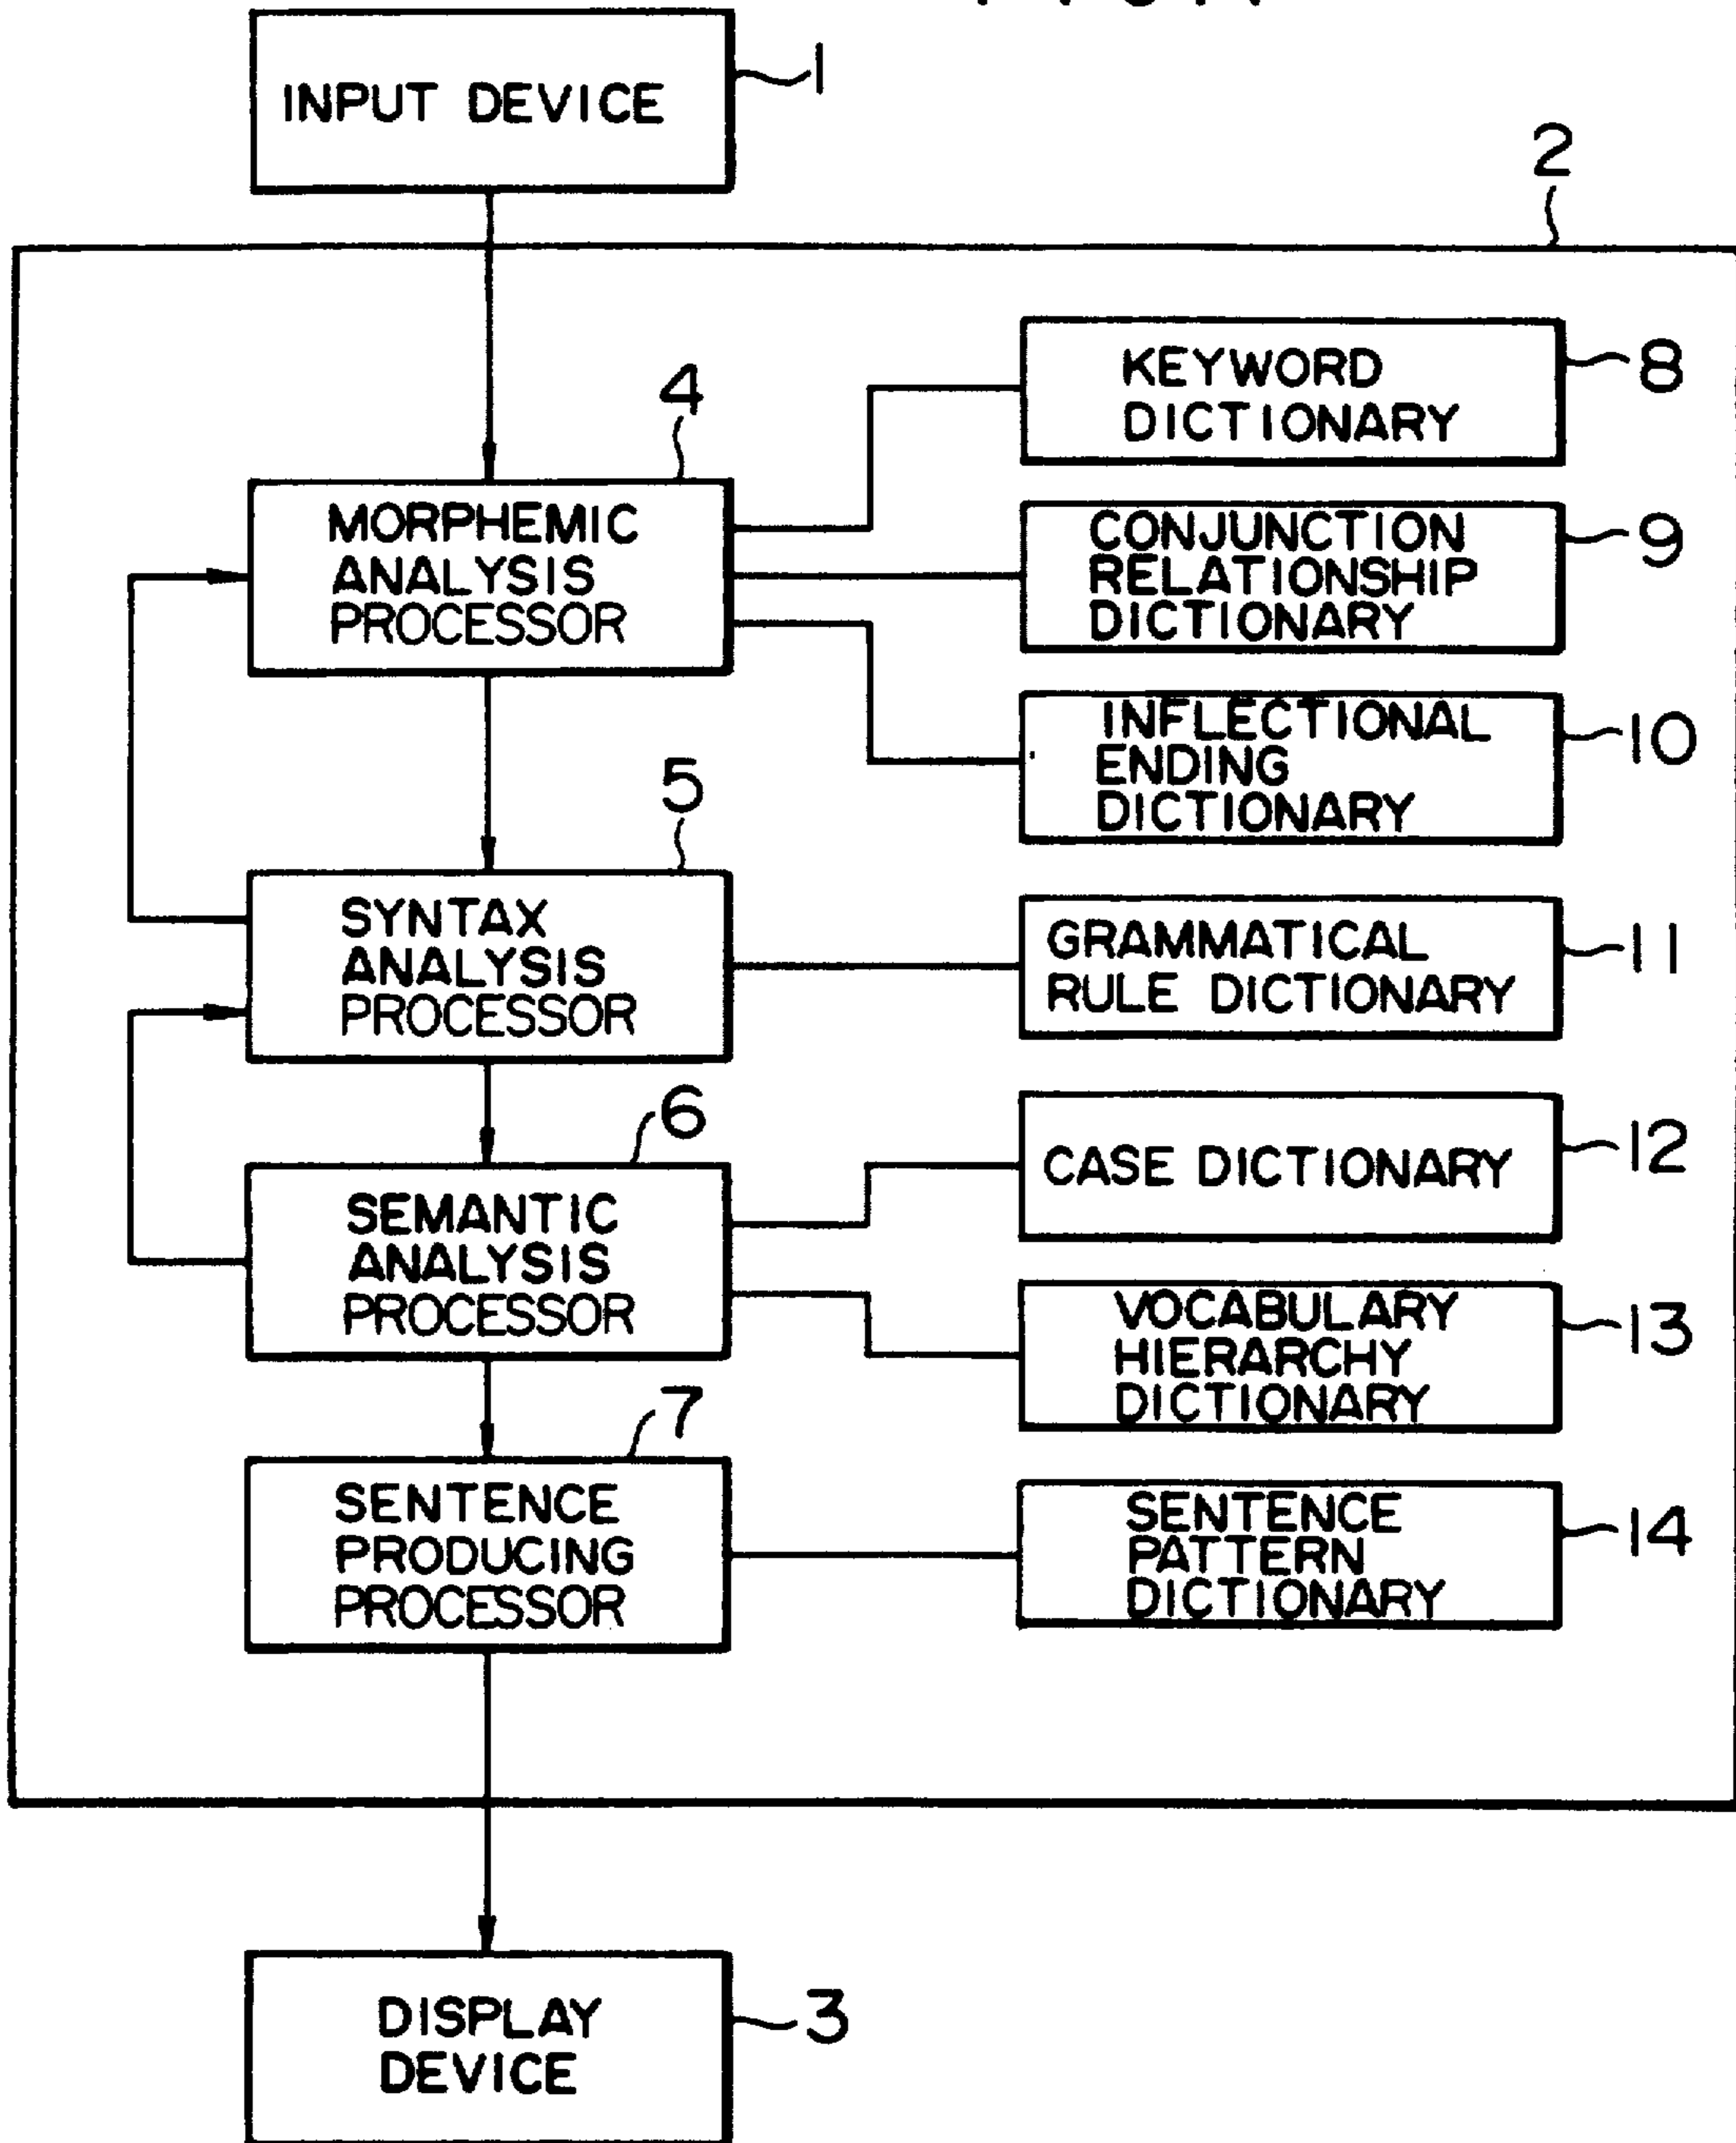 INPUT DEVICE
1
2
4
MORPHEMIC
ANALYSIS
PROCESSOR
KEYWORD
DICTIONARY
8
CONJUNCTION
RELATIONSHIP
DICTIONARY
9
INFLECTIONAL
ENDING
DICTIONARY
10
5
SYNTAX
ANALYSIS
PROCESSOR
GRAMMATICAL
RULE DICTIONARY
11
6
SEMANTIC
ANALYSIS
PROCESSOR
CASE DICTIONARY
12
VOCABULARY
HIERARCHY
DICTIONARY
13
7
SENTENCE
PRODUCING
PROCESSOR
SENTENCE
PATTERN
DICTIONARY
14
DISPLAY
DEVICE
3